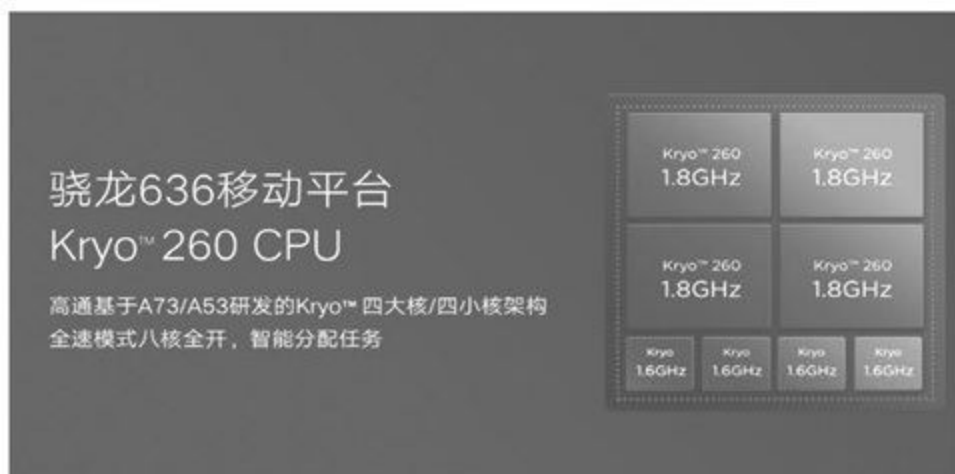 骁龙636移动平台
Kryo™ 260 CPU
高通基于A73/A53研发的Kryo™ 四大核/四小核架构
全速模式八核全开，智能分配任务
Kryo™ 260
1.8GHz
Kryo™ 260
1.8GHz
Kryo™ 260
1.8GHz
Kryo™ 260
1.8GHz
Kryo
1.6GHz
Kryo
1.6GHz
Kryo
1.6GHz
Kryo
1.6GHz